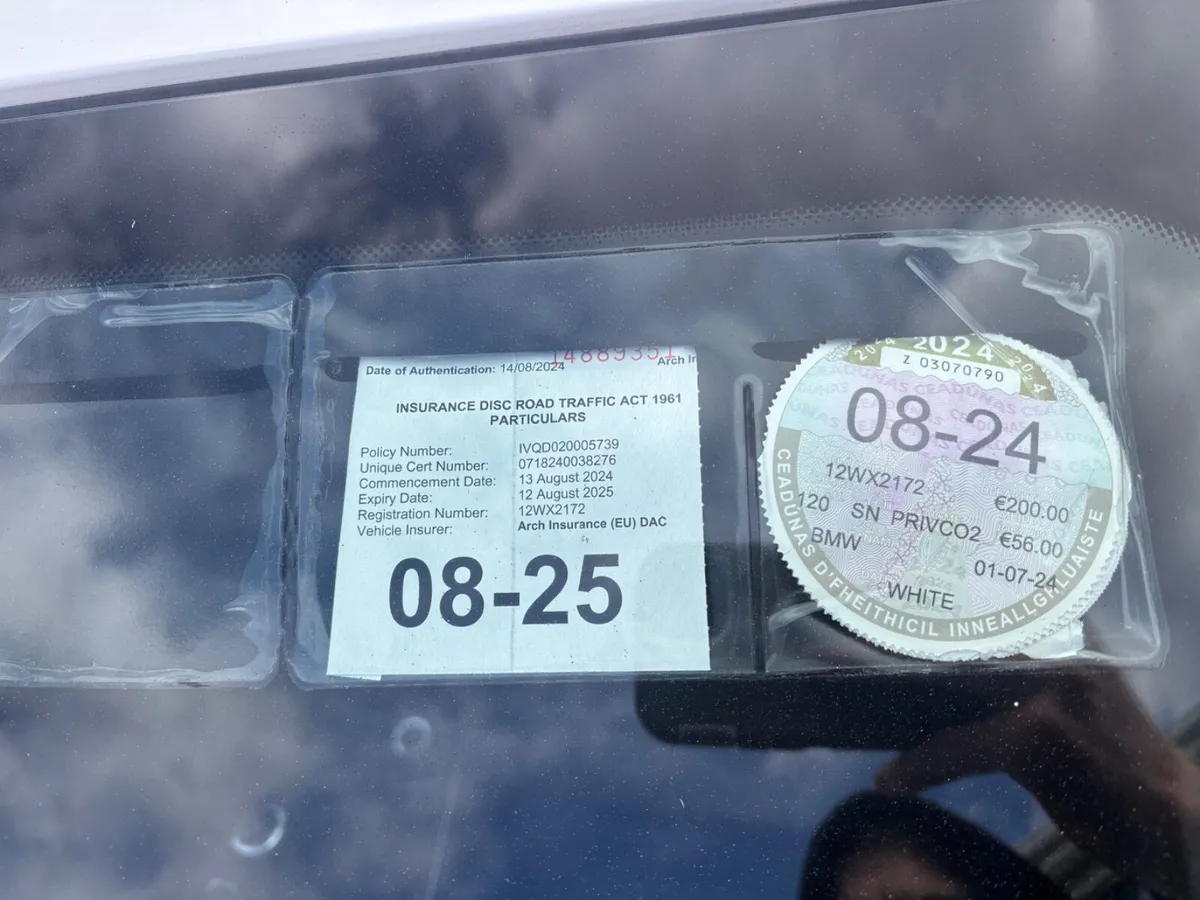 14889351
Date of Authentication: 14/08/2024
Arch
INSURANCE DISC ROAD TRAFFIC ACT 1961
PARTICULARS
Policy Number: IVQD020005739
Unique Cert Number: 0718240038276
Commencement Date: 13 August 2024
Expiry Date: 12 August 2025
Registration Number: 12WX2172
Vehicle Insurer: Arch Insurance (EU) DAC
08-25
2024 2024 2024
Z 03070790
08-24
12WX2172
€200.00
120 SN PRIVCO2 €56.00
BMW
01-07-24
WHITE
CEADUNAS D'FHEITHICIL INNEALLGHLUAISTE